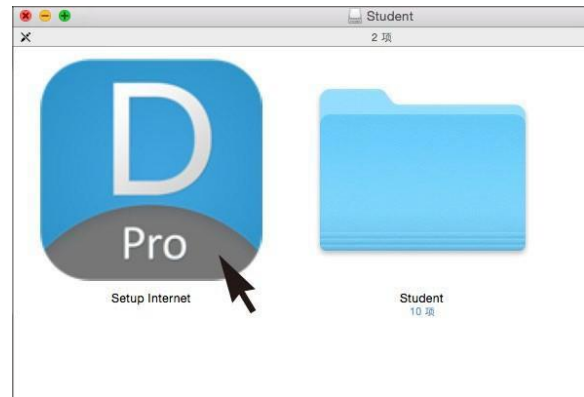 Student
2 项
D
Pro
Setup Internet
Student
10 项